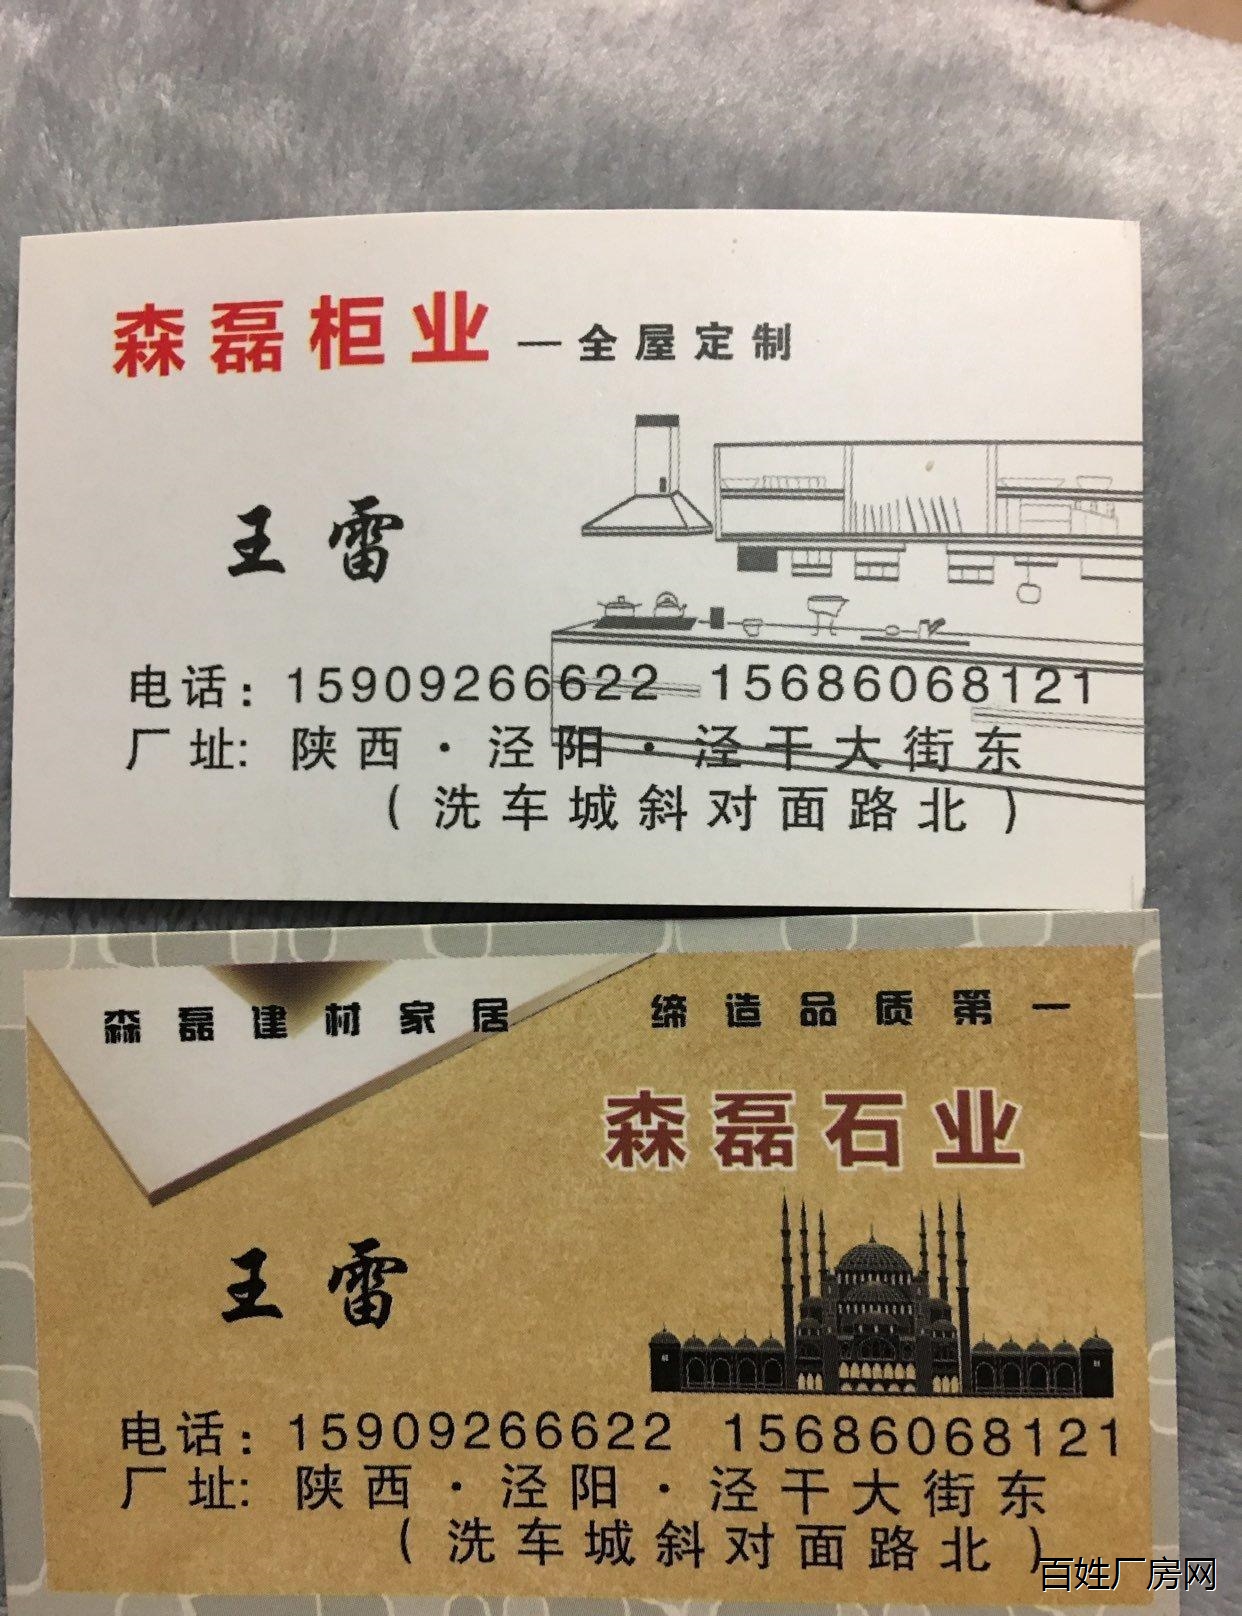 森磊柜业 — 全屋定制
王雷
电话：15909266622 15686068121
厂址: 陕西·泾阳·泾干大街东
(洗车城斜对面路北)
森磊建材家居 缔造品质第一
森磊石业
王雷
电话：15909266622 15686068121
厂址: 陕西·泾阳·泾干大街东
(洗车城斜对面路北)
百姓厂房网